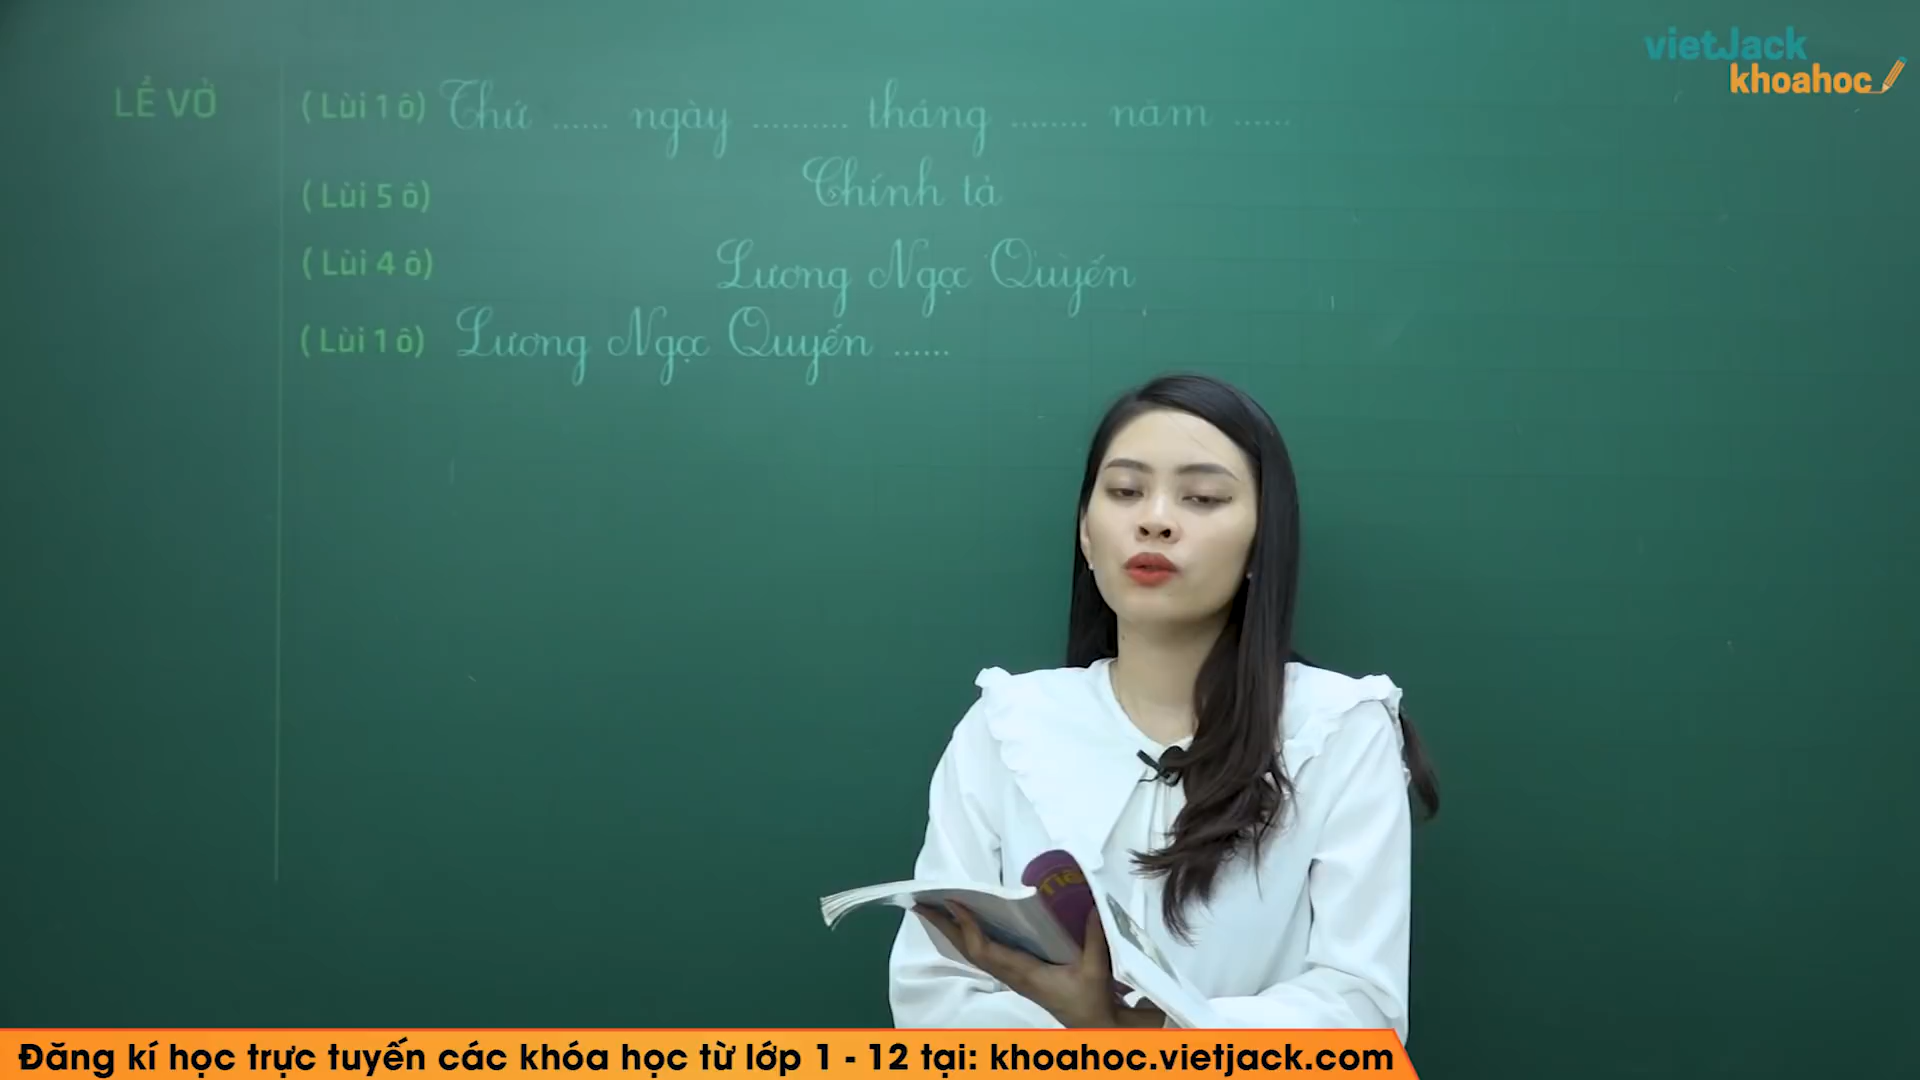 vietJack
khoahoc
LỀ VỞ
( Lùi 1 ô) Thứ ...... ngày .......... tháng ........ năm ......
( Lùi 5 ô) Chính tả
( Lùi 4 ô) Lương Ngọc Quyến
( Lùi 1 ô) Lương Ngọc Quyến ......
Tiế
Đăng kí học trực tuyến các khóa học từ lớp 1 - 12 tại: khoahoc.vietjack.com